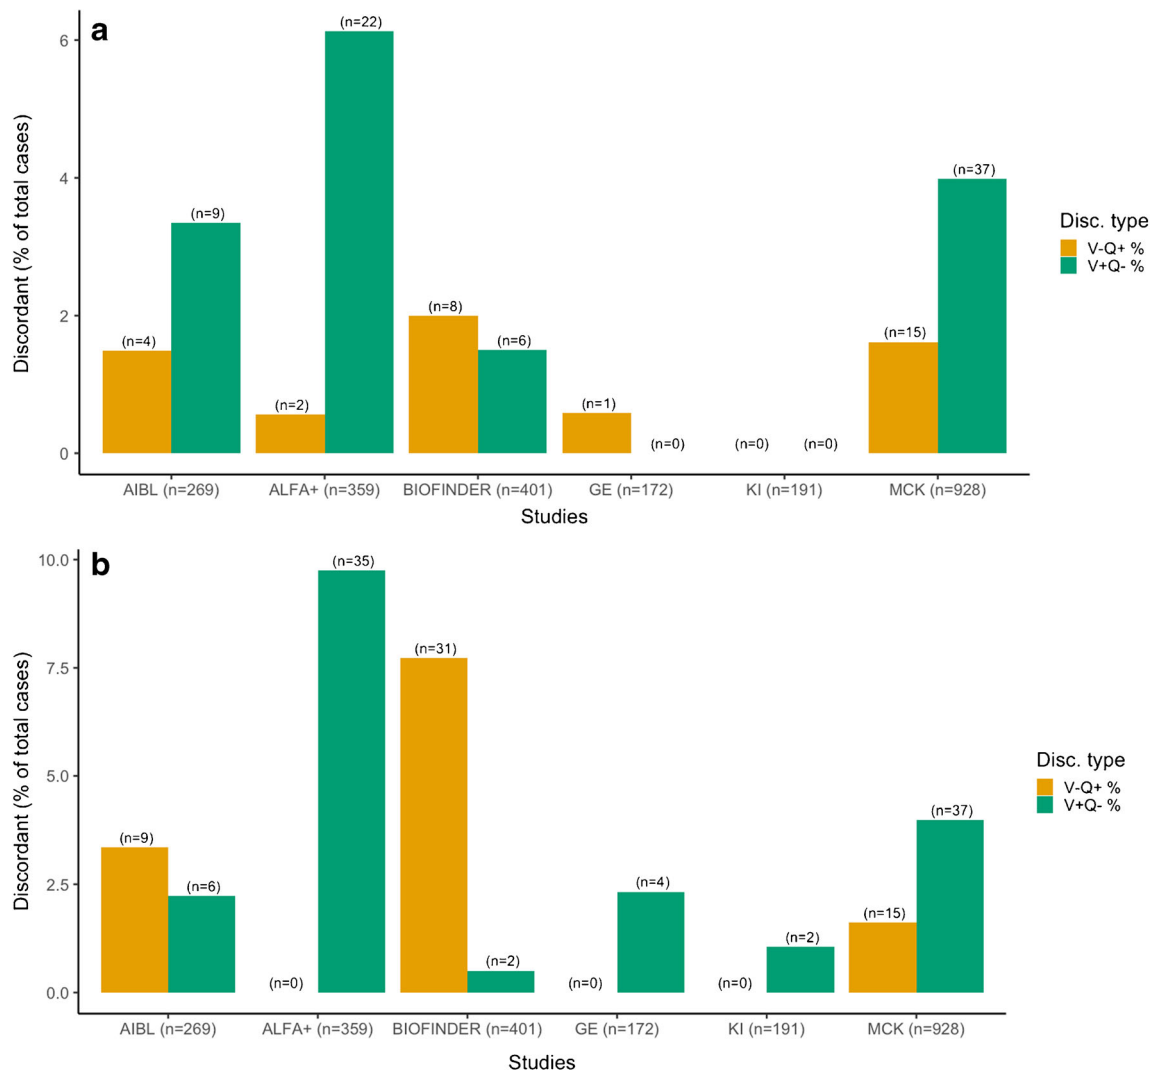 a
(n=22)
6
(n=37)
(n=9)
4
Discordant (% of total cases)
Disc. type
V-Q+ %
V+Q- %
(n=8)
2
(n=6)
(n=15)
(n=4)
(n=2)
(n=1)
(n=0)
(n=0)
(n=0)
0
AIBL (n=269)
ALFA+ (n=359)
BIOFINDER (n=401)
GE (n=172)
KI (n=191)
MCK (n=928)
Studies
b
10.0
(n=35)
(n=31)
7.5
Discordant (% of total cases)
Disc. type
V-Q+ %
V+Q- %
5.0
(n=37)
(n=9)
(n=6)
(n=4)
2.5
(n=15)
(n=2)
(n=2)
(n=0)
(n=0)
(n=0)
0.0
AIBL (n=269)
ALFA+ (n=359)
BIOFINDER (n=401)
GE (n=172)
KI (n=191)
MCK (n=928)
Studies